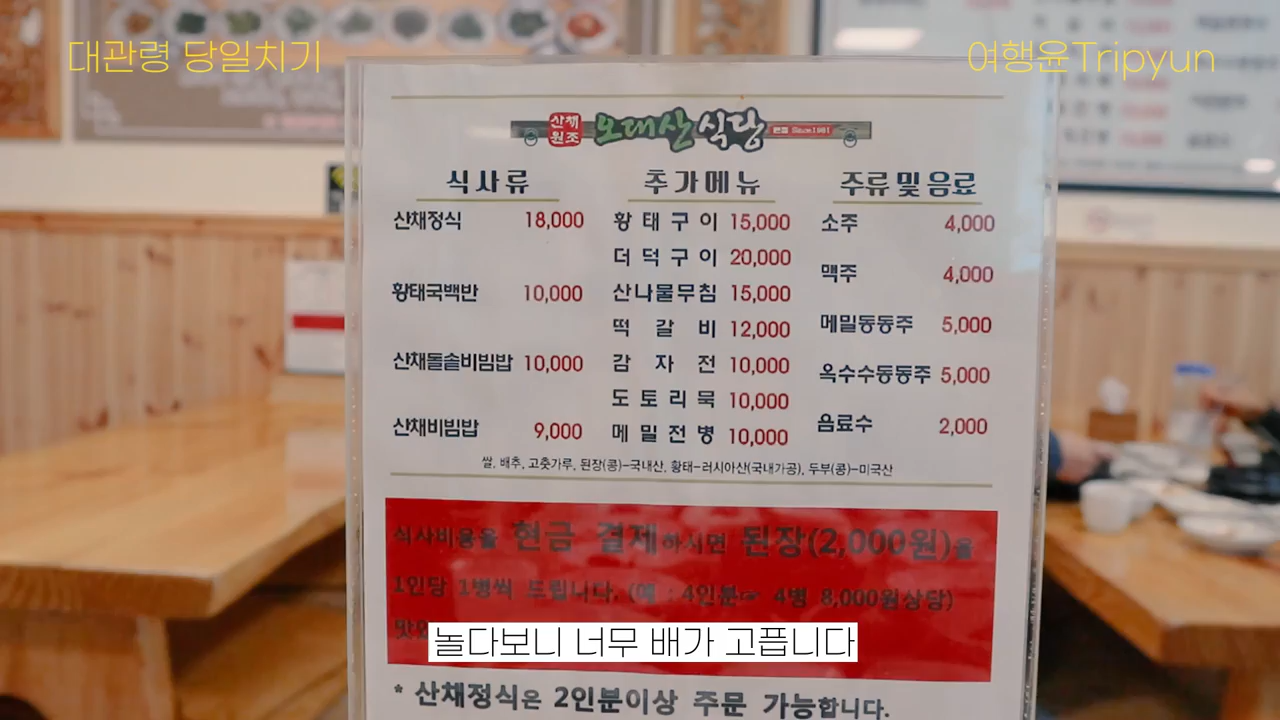 대관령 당일치기
여행윤Tripyun
산채
원조
오대산식당
Since1981
식사류
산채정식 18,000
황태국백반 10,000
산채돌솥비빔밥 10,000
산채비빔밥 9,000
추가메뉴
황태구이 15,000
더덕구이 20,000
산나물무침 15,000
떡갈비 12,000
감자전 10,000
도토리묵 10,000
메밀전병 10,000
주류 및 음료
소주 4,000
맥주 4,000
메밀동동주 5,000
옥수수동동주 5,000
음료수 2,000
쌀, 배추, 고춧가루, 된장(콩)-국내산, 황태-러시아산(국내가공), 두부(콩)-미국산
식사비용을 현금 결제하시면 된장(2,000원)을
1인당 1병씩 드립니다. (예 : 4인분☞ 4병 8,000원상당)
놀다보니 너무 배가 고픕니다
* 산채정식은 2인분이상 주문 가능합니다.